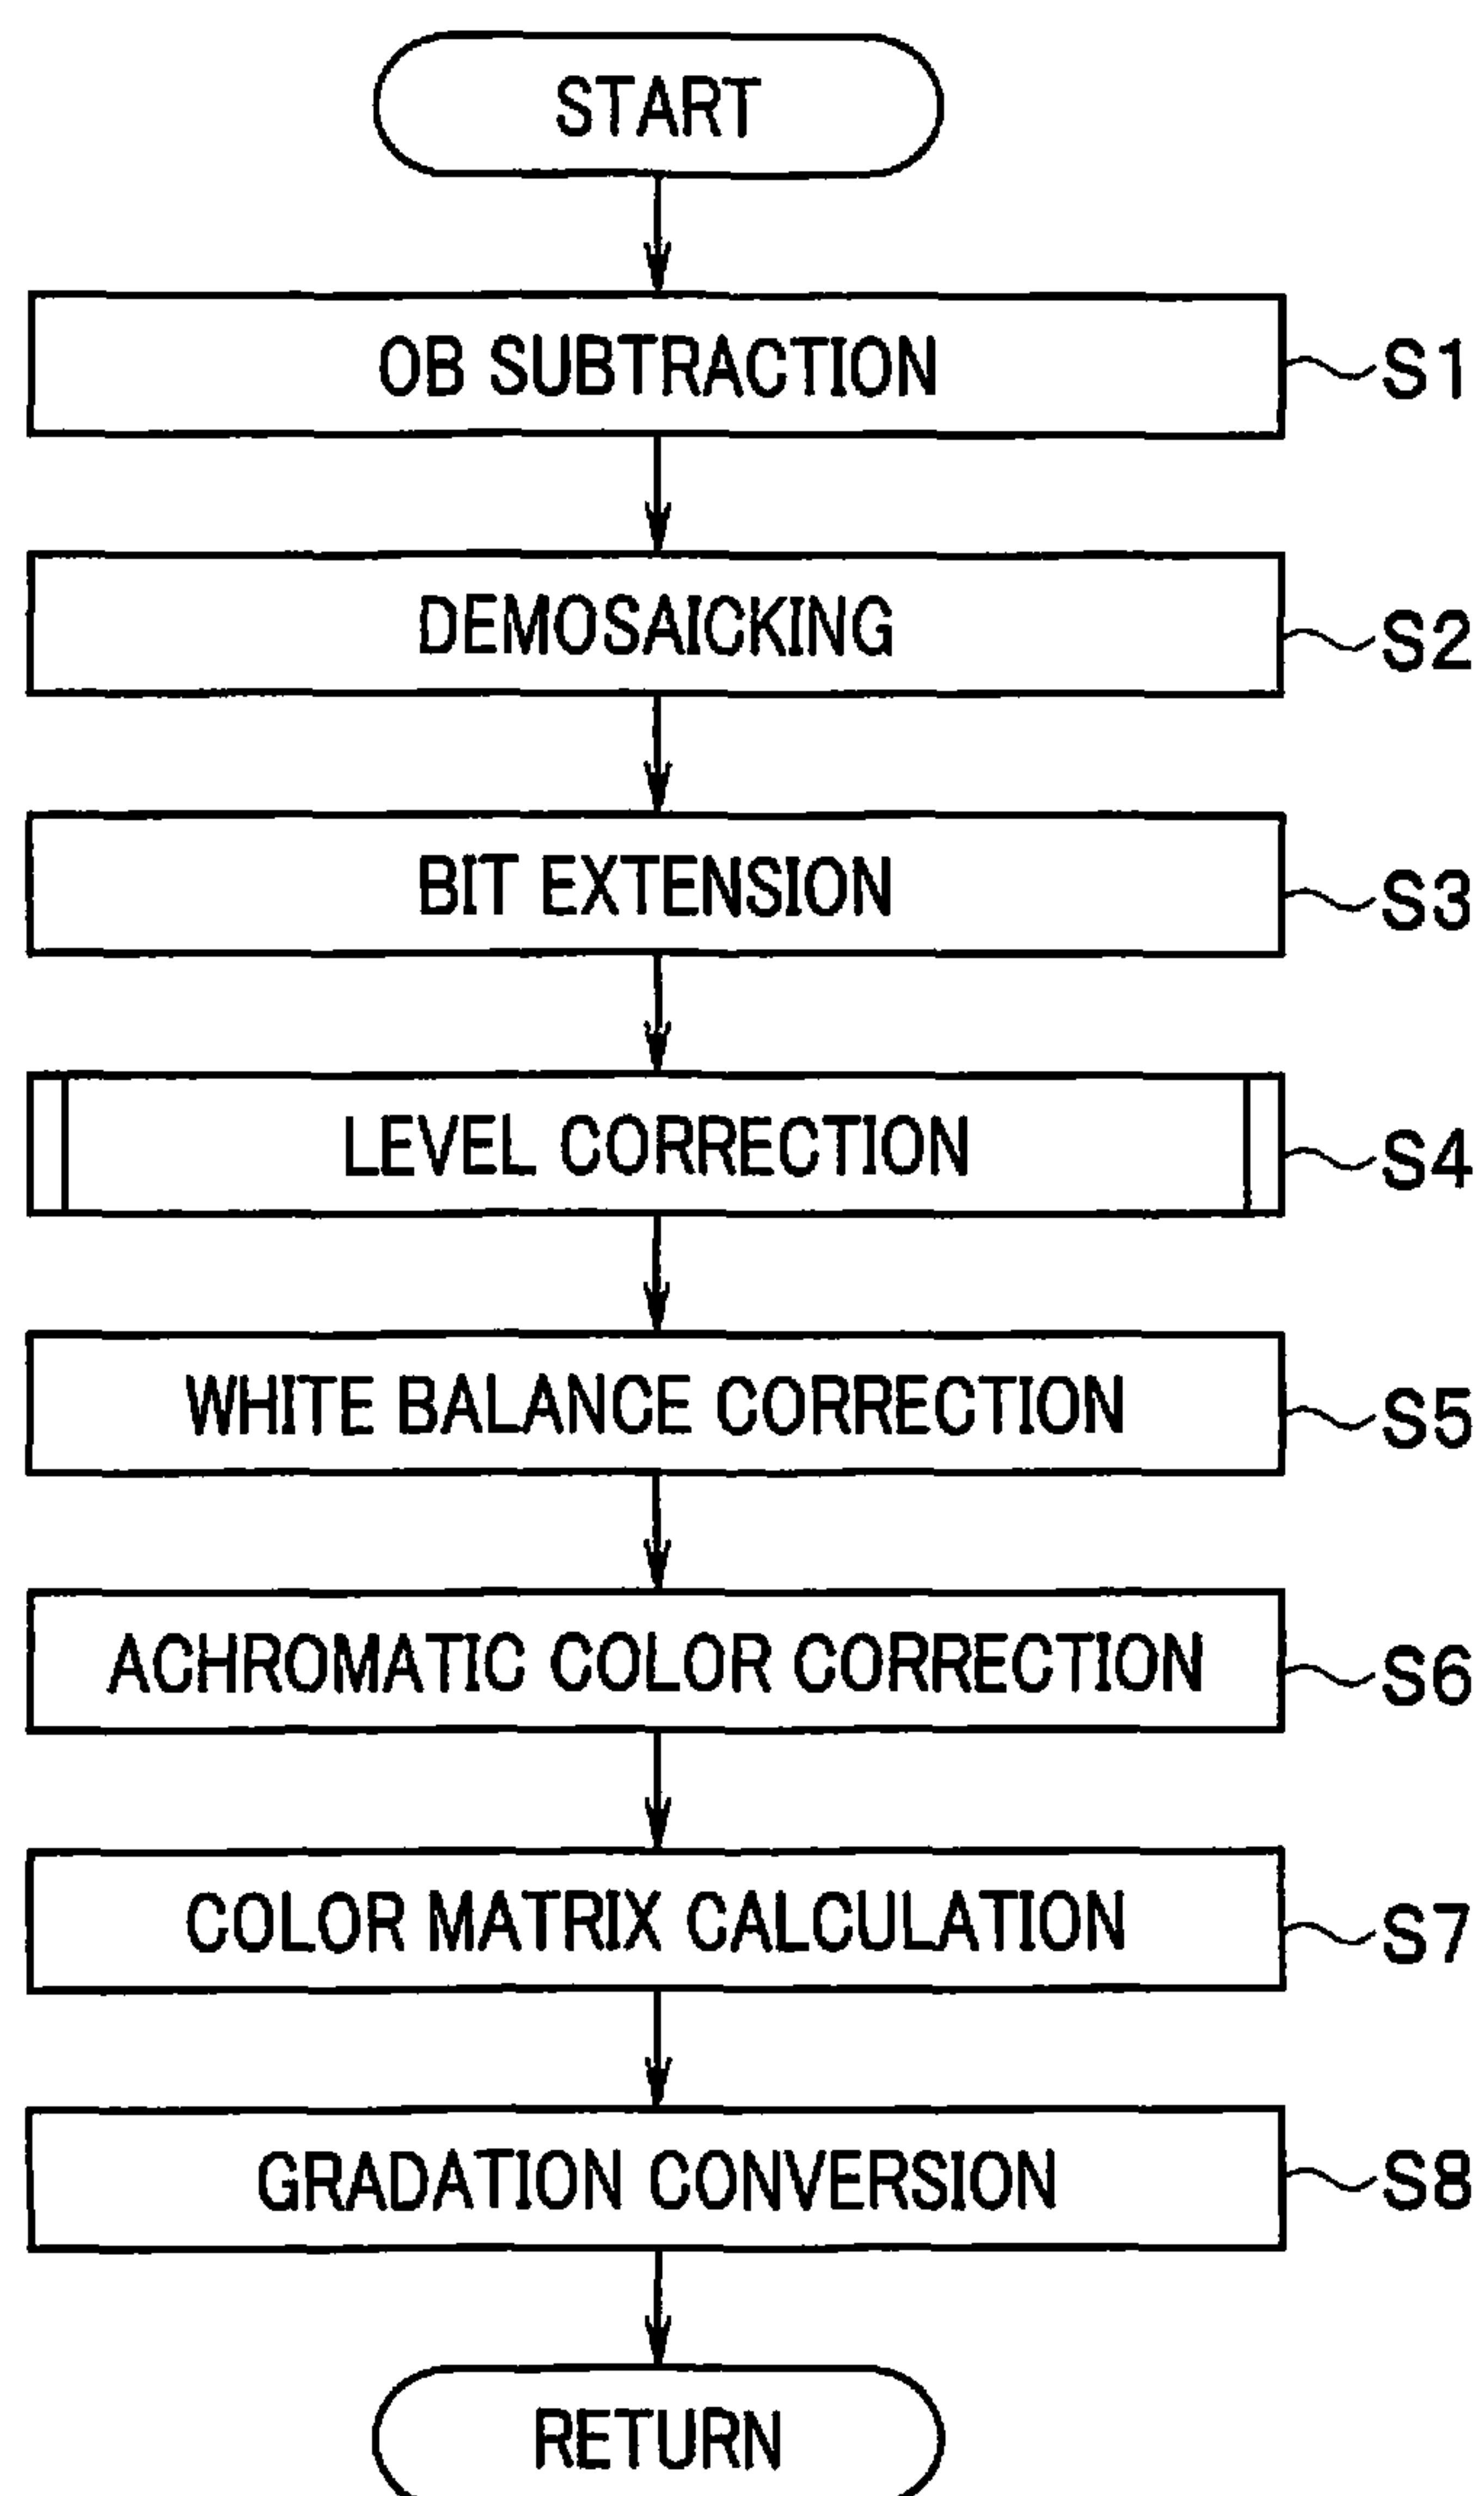 START
OB SUBTRACTION S1
DEMOSAICKING S2
BIT EXTENSION S3
LEVEL CORRECTION S4
WHITE BALANCE CORRECTION S5
ACHROMATIC COLOR CORRECTION S6
COLOR MATRIX CALCULATION S7
GRADATION CONVERSION S8
RETURN